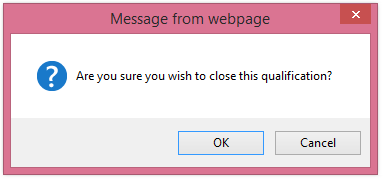 Message from webpage
Are you sure you wish to close this qualification?
OK
Cancel